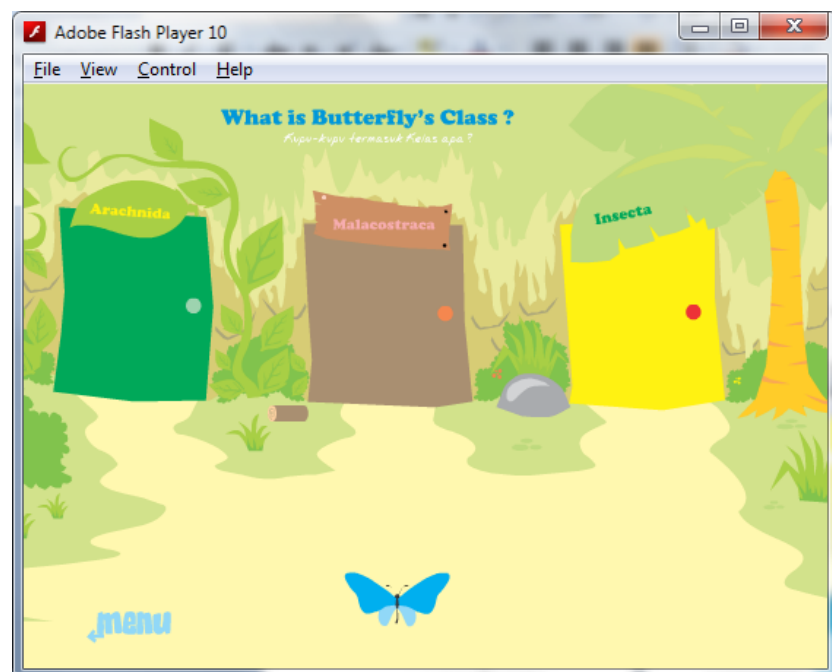 Adobe Flash Player 10
File View Control Help
What is Butterfly's Class ?
Kupu-kupu termasuk Kelas apa ?
Arachnida
Malacostraca
Insecta
menu